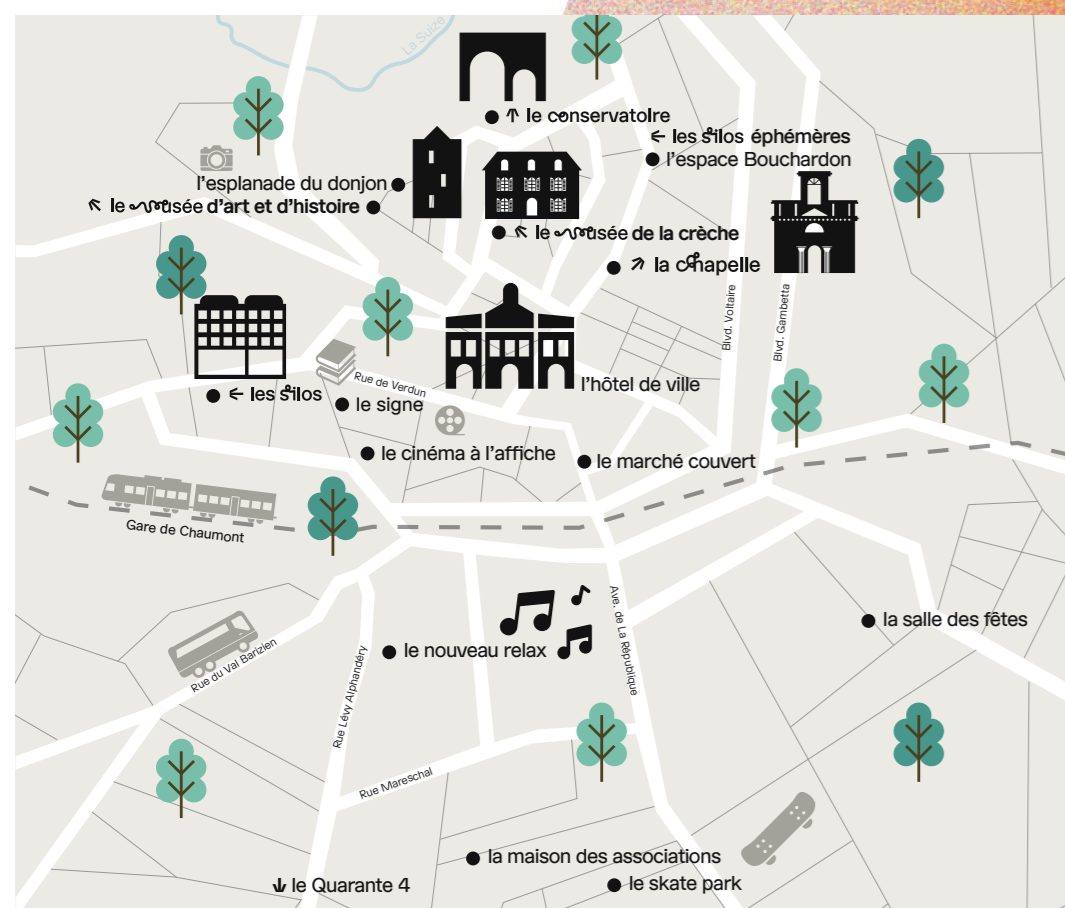 La Suize
↑ le conservatoire
← les silos éphémères
l'espace Bouchardon
l'esplanade du donjon
↖ le musée d'art et d'histoire
↖ le musée de la crèche
↗ la chapelle
Blvd. Voltaire
Blvd. Gambetta
Rue de Verdun
l'hôtel de ville
← les silos
le signe
le cinéma à l'affiche
le marché couvert
Gare de Chaumont
Ave. de La République
la salle des fêtes
le nouveau relax
Rue du Val Barizien
Rue Lévy Alphandéry
Rue Mareschal
la maison des associations
↓ le Quarante 4
le skate park